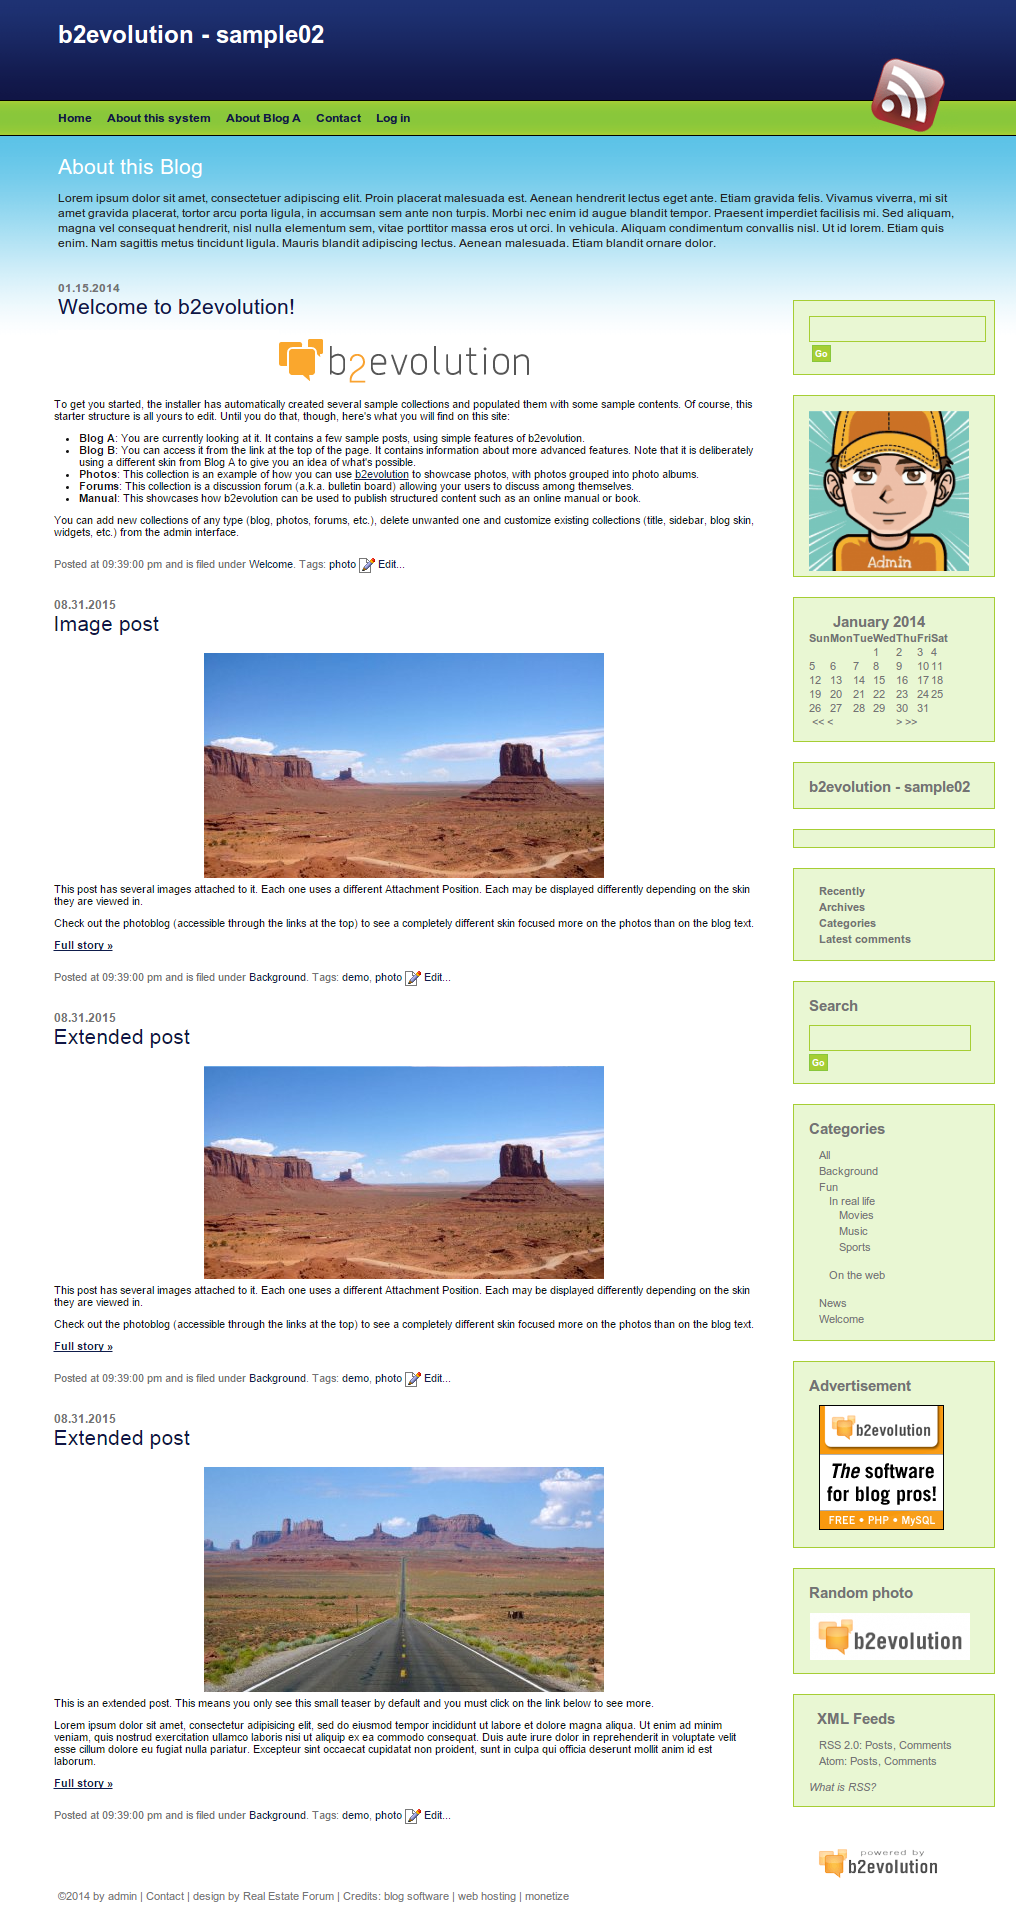 b2evolution - sample02
Home About this system About Blog A Contact Log in
About this Blog
Lorem ipsum dolor sit amet, consectetuer adipiscing elit. Proin placerat malesuada est. Aenean hendrerit lectus eget ante. Etiam gravida felis. Vivamus viverra, mi sit
amet gravida placerat, tortor arcu porta ligula, in accumsan sem ante non turpis. Morbi nec enim id augue blandit tempor. Praesent imperdiet facilisis mi. Sed aliquam,
magna vel consequat hendrerit, nisl nulla elementum sem, vitae porttitor massa eros ut orci. In vehicula. Aliquam condimentum convallis nisl. Ut id lorem. Etiam quis
enim. Nam sagittis metus tincidunt ligula. Mauris blandit adipiscing lectus. Aenean malesuada. Etiam blandit ornare dolor.
01.15.2014
Welcome to b2evolution!
b2evolution
To get you started, the installer has automatically created several sample collections and populated them with some sample contents. Of course, this
starter structure is all yours to edit. Until you do that, though, here's what you will find on this site:
• Blog A: You are currently looking at it. It contains a few sample posts, using simple features of b2evolution.
• Blog B: You can access it from the link at the top of the page. It contains information about more advanced features. Note that it is deliberately
using a different skin from Blog A to give you an idea of what's possible.
• Photos: This collection is an example of how you can use b2evolution to showcase photos, with photos grouped into photo albums.
• Forums: This collection is a discussion forum (a.k.a. bulletin board) allowing your users to discuss among themselves.
• Manual: This showcases how b2evolution can be used to publish structured content such as an online manual or book.
You can add new collections of any type (blog, photos, forums, etc.), delete unwanted one and customize existing collections (title, sidebar, blog skin,
widgets, etc.) from the admin interface.
Posted at 09:39:00 pm and is filed under Welcome. Tags: photo Edit...
08.31.2015
Image post
This post has several images attached to it. Each one uses a different Attachment Position. Each may be displayed differently depending on the skin
they are viewed in.
Check out the photoblog (accessible through the links at the top) to see a completely different skin focused more on the photos than on the blog text.
Full story »
Posted at 09:39:00 pm and is filed under Background. Tags: demo, photo Edit...
08.31.2015
Extended post
This post has several images attached to it. Each one uses a different Attachment Position. Each may be displayed differently depending on the skin
they are viewed in.
Check out the photoblog (accessible through the links at the top) to see a completely different skin focused more on the photos than on the blog text.
Full story »
Posted at 09:39:00 pm and is filed under Background. Tags: demo, photo Edit...
08.31.2015
Extended post
This is an extended post. This means you only see this small teaser by default and you must click on the link below to see more.
Lorem ipsum dolor sit amet, consectetur adipisicing elit, sed do eiusmod tempor incididunt ut labore et dolore magna aliqua. Ut enim ad minim
veniam, quis nostrud exercitation ullamco laboris nisi ut aliquip ex ea commodo consequat. Duis aute irure dolor in reprehenderit in voluptate velit
esse cillum dolore eu fugiat nulla pariatur. Excepteur sint occaecat cupidatat non proident, sunt in culpa qui officia deserunt mollit anim id est
laborum.
Full story »
Posted at 09:39:00 pm and is filed under Background. Tags: demo, photo Edit...
Go
Admin
January 2014
Sun Mon Tue Wed Thu Fri Sat
1 2 3 4
5 6 7 8 9 10 11
12 13 14 15 16 17 18
19 20 21 22 23 24 25
26 27 28 29 30 31
<< < > >>
b2evolution - sample02
Recently
Archives
Categories
Latest comments
Search
Go
Categories
All
Background
Fun
In real life
Movies
Music
Sports
On the web
News
Welcome
Advertisement
b2evolution
The software
for blog pros!
FREE • PHP • MySQL
Random photo
b2evolution
XML Feeds
RSS 2.0: Posts, Comments
Atom: Posts, Comments
What is RSS?
powered by
b2evolution
©2014 by admin | Contact | design by Real Estate Forum | Credits: blog software | web hosting | monetize